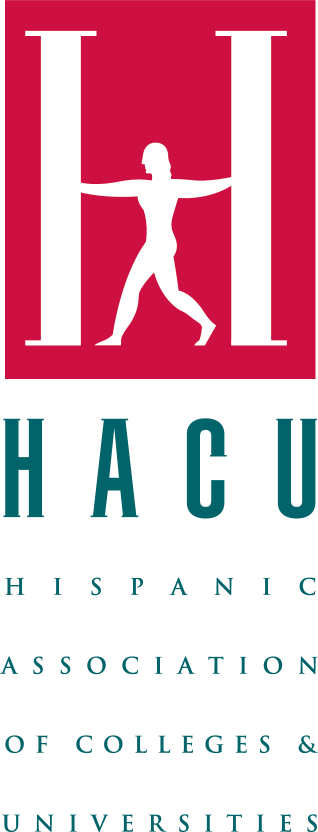 H
HACU
HISPANIC
ASSOCIATION
OF COLLEGES &
UNIVERSITIES